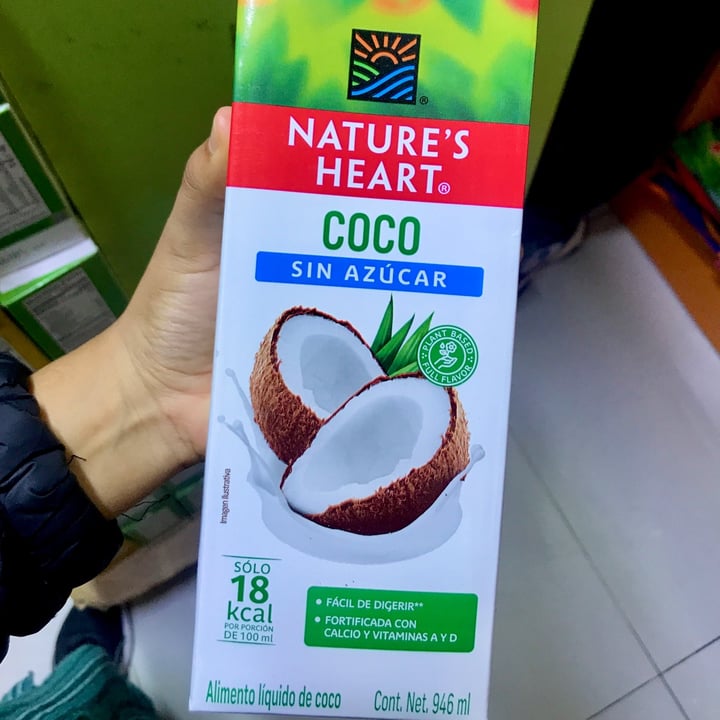 ®
NATURE'S
HEART®
COCO
SIN AZÚCAR
PLANT BASED
FULL FLAVOR
Imagen ilustrativa
SÓLO
18
kcal
POR PORCIÓN
DE 100 ml
• FÁCIL DE DIGERIR**
• FORTIFICADA CON
CALCIO Y VITAMINAS A Y D
Alimento líquido de coco
Cont. Net. 946 ml